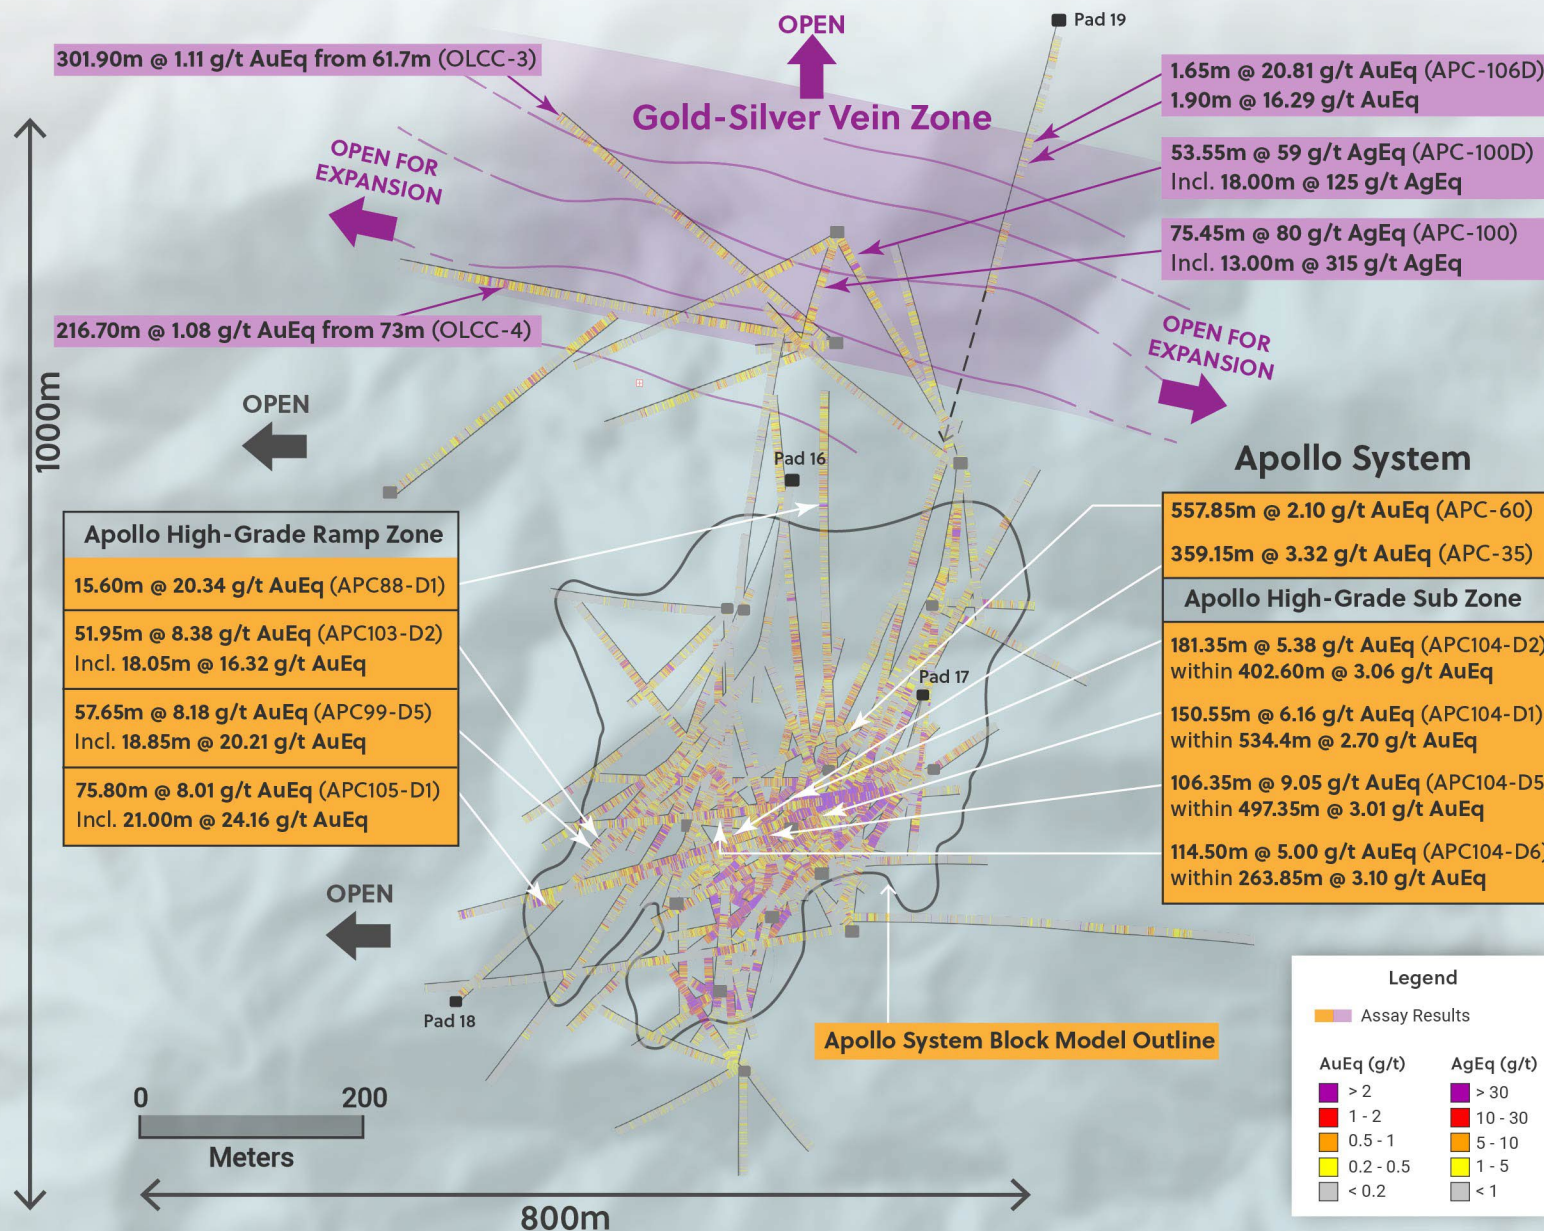 OPEN
Pad 19
301.90m @ 1.11 g/t AuEq from 61.7m (OLCC-3)
Gold-Silver Vein Zone
1.65m @ 20.81 g/t AuEq (APC-106D)
1.90m @ 16.29 g/t AuEq
53.55m @ 59 g/t AgEq (APC-100D)
Incl. 18.00m @ 125 g/t AgEq
75.45m @ 80 g/t AgEq (APC-100)
Incl. 13.00m @ 315 g/t AgEq
OPEN FOR
EXPANSION
216.70m @ 1.08 g/t AuEq from 73m (OLCC-4)
OPEN FOR
EXPANSION
1000m
OPEN
Pad 16
Apollo System
557.85m @ 2.10 g/t AuEq (APC-60)
359.15m @ 3.32 g/t AuEq (APC-35)
Apollo High-Grade Sub Zone
181.35m @ 5.38 g/t AuEq (APC104-D2)
within 402.60m @ 3.06 g/t AuEq
150.55m @ 6.16 g/t AuEq (APC104-D1)
within 534.4m @ 2.70 g/t AuEq
106.35m @ 9.05 g/t AuEq (APC104-D5
within 497.35m @ 3.01 g/t AuEq
114.50m @ 5.00 g/t AuEq (APC104-D6)
within 263.85m @ 3.10 g/t AuEq
Apollo High-Grade Ramp Zone
15.60m @ 20.34 g/t AuEq (APC88-D1)
51.95m @ 8.38 g/t AuEq (APC103-D2)
Incl. 18.05m @ 16.32 g/t AuEq
57.65m @ 8.18 g/t AuEq (APC99-D5)
Incl. 18.85m @ 20.21 g/t AuEq
75.80m @ 8.01 g/t AuEq (APC105-D1)
Incl. 21.00m @ 24.16 g/t AuEq
Pad 17
OPEN
Pad 18
Apollo System Block Model Outline
0 200
Meters
800m
Legend
Assay Results
AuEq (g/t) AgEq (g/t)
> 2 > 30
1 - 2 10 - 30
0.5 - 1 5 - 10
0.2 - 0.5 1 - 5
< 0.2 < 1